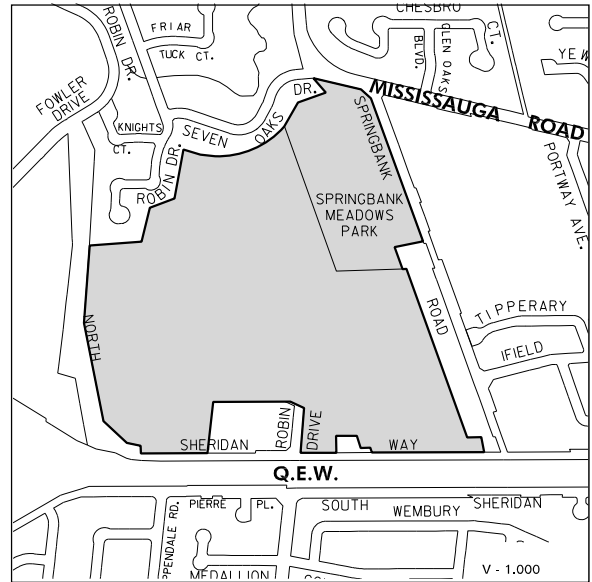 CHESBRO
CT.
ROBIN DR.
FRIAR
TUCK CT.
GLEN OAKS
BLVD.
YEW
FOWLER
DRIVE
DR.
MISSISSAUGA ROAD
KNIGHTS
CT.
SEVEN
OAKS
SPRINGBANK
PORTWAY AVE.
ROBIN DR.
SPRINGBANK
MEADOWS
PARK
ROAD
TIPPERARY
IFIELD
NORTH
SHERIDAN
ROBIN
DRIVE
WAY
Q.E.W.
PPENDALE RD.
PIERRE PL.
SOUTH
WEMBURY
SHERIDAN
MEDALLION
V - 1.000